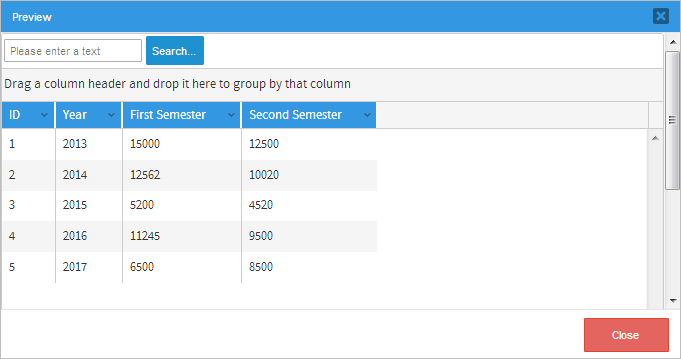 Preview
Please enter a text Search...
Drag a column header and drop it here to group by that column
ID Year First Semester Second Semester
1 2013 15000 12500
2 2014 12562 10020
3 2015 5200 4520
4 2016 11245 9500
5 2017 6500 8500
Close